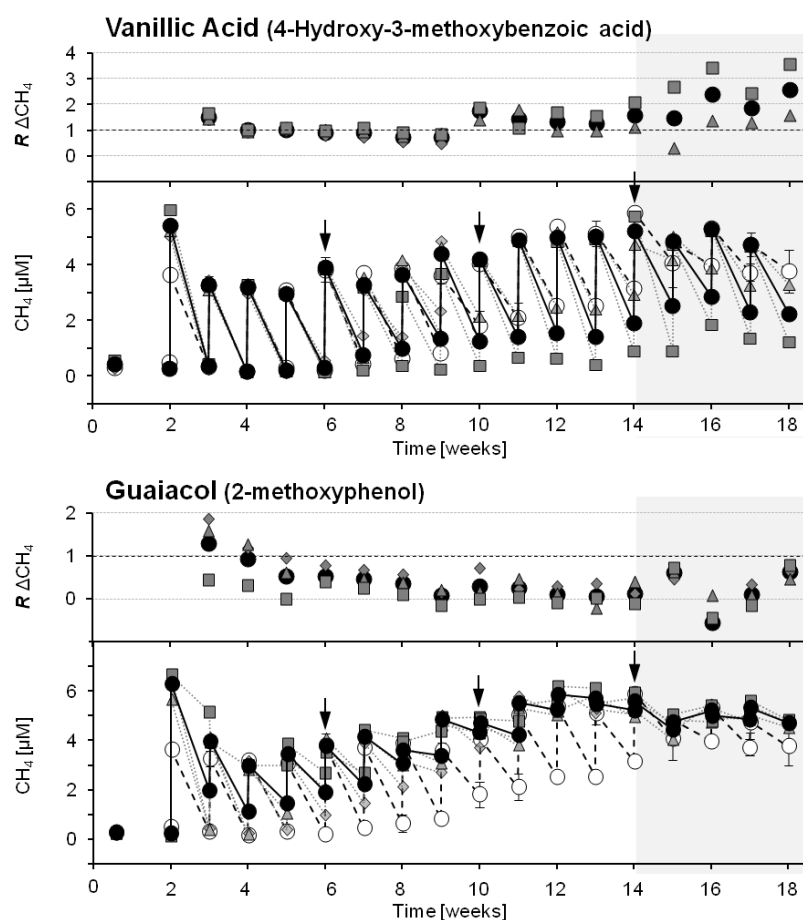 Vanillic Acid (4-Hydroxy-3-methoxybenzoic acid)
4
3
2
1
0
R ΔCH₄
6
4
2
0
CH₄ [µM]
0 2 4 6 8 10 12 14 16 18
Time [weeks]
Guaiacol (2-methoxyphenol)
2
1
0
R ΔCH₄
6
4
2
0
CH₄ [µM]
0 2 4 6 8 10 12 14 16 18
Time [weeks]